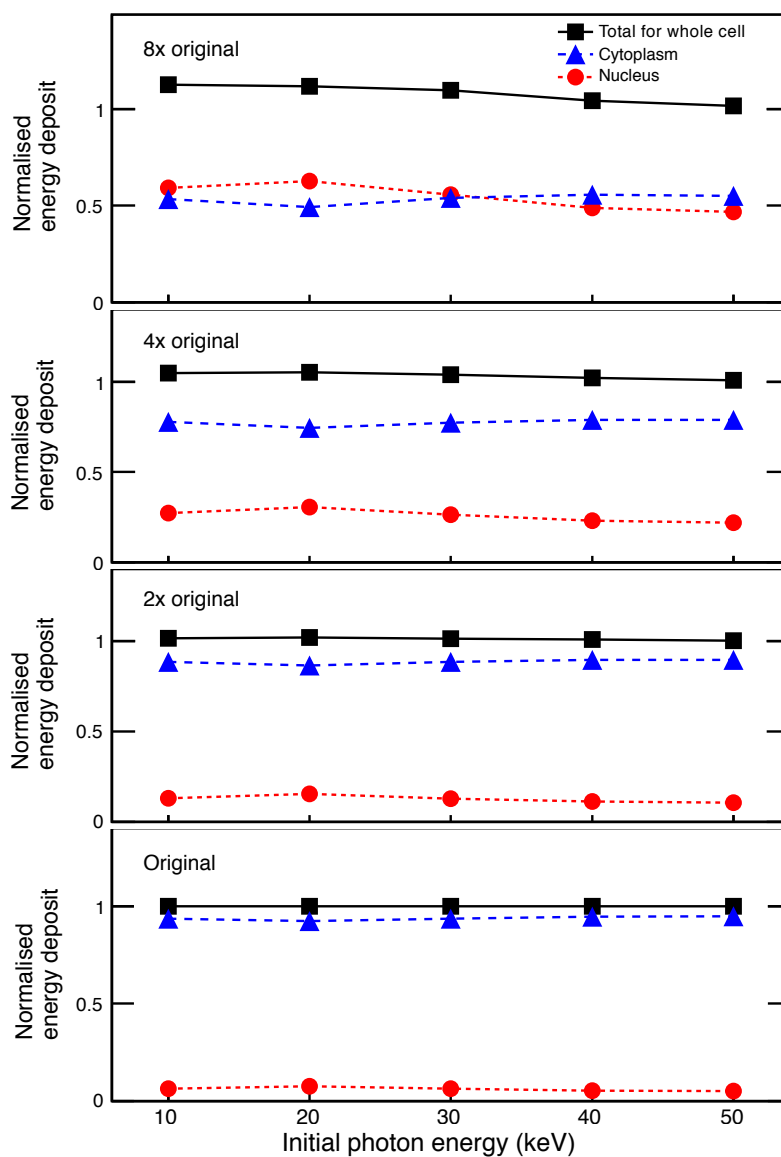 8x original
Total for whole cell
Cytoplasm
Nucleus
Normalised
energy deposit
1
0.5
0
4x original
Normalised
energy deposit
1
0.5
0
2x original
Normalised
energy deposit
1
0.5
0
Original
Normalised
energy deposit
1
0.5
0
10 20 30 40 50
Initial photon energy (keV)